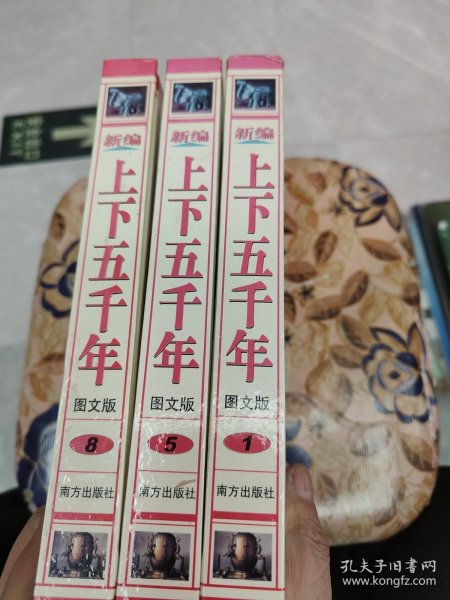 新编
上下五千年
图文版
8
南方出版社
新编
上下五千年
图文版
5
南方出版社
新编
上下五千年
图文版
1
南方出版社
孔夫子旧书网
www.kongfz.com